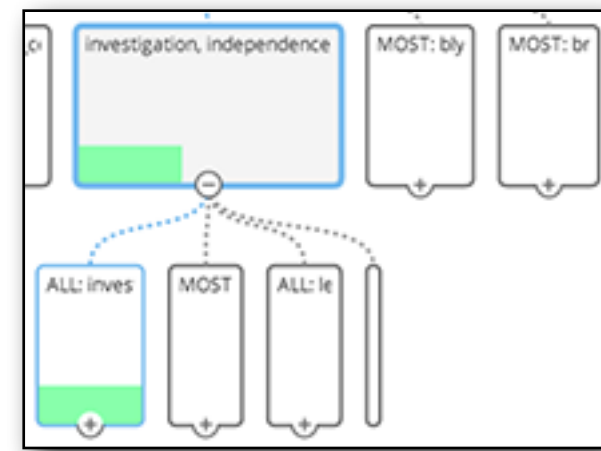 investigation, independence
MOST: bly
MOST: br
ALL: inves
MOST
ALL: le